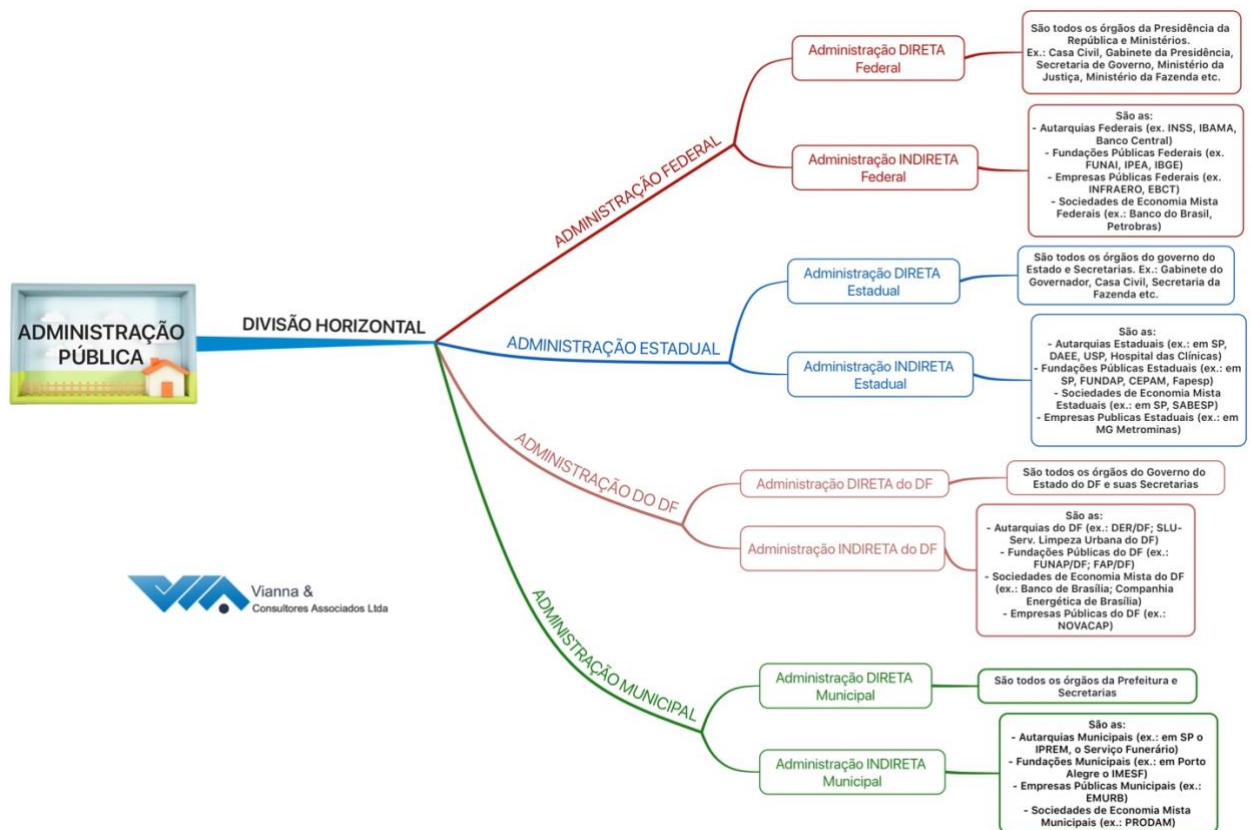 ADMINISTRAÇÃO
PÚBLICA
DIVISÃO HORIZONTAL
ADMINISTRAÇÃO FEDERAL
Administração DIRETA
Federal
São todos os órgãos da Presidência da
República e Ministérios.
Ex.: Casa Civil, Gabinete da Presidência,
Secretaria de Governo, Ministério da
Justiça, Ministério da Fazenda etc.
Administração INDIRETA
Federal
São as:
- Autarquias Federais (ex. INSS, IBAMA,
Banco Central)
- Fundações Públicas Federais (ex.
FUNAI, IPEA, IBGE)
- Empresas Públicas Federais (ex.
INFRAERO, EBCT)
- Sociedades de Economia Mista
Federais (ex.: Banco do Brasil,
Petrobras)
ADMINISTRAÇÃO ESTADUAL
Administração DIRETA
Estadual
São todos os órgãos do governo do
Estado e Secretarias. Ex.: Gabinete do
Governador, Casa Civil, Secretaria da
Fazenda etc.
Administração INDIRETA
Estadual
São as:
- Autarquias Estaduais (ex.: em SP,
DAEE, USP, Hospital das Clínicas)
- Fundações Públicas Estaduais (ex.: em
SP, FUNDAP, CEPAM, Fapesp)
- Sociedades de Economia Mista
Estaduais (ex.: em SP, SABESP)
- Empresas Publicas Estaduais (ex.: em
MG Metrominas)
ADMINISTRAÇÃO DO DF
Administração DIRETA do DF
São todos os órgãos do Governo do
Estado do DF e suas Secretarias
Administração INDIRETA do DF
São as:
- Autarquias do DF (ex.: DER/DF; SLU-
Serv. Limpeza Urbana do DF)
- Fundações Públicas do DF (ex.:
FUNAP/DF; FAP/DF)
- Sociedades de Economia Mista do DF
(ex.: Banco de Brasília; Companhia
Energética de Brasília)
- Empresas Públicas do DF (ex.:
NOVACAP)
ADMINISTRAÇÃO MUNICIPAL
Administração DIRETA
Municipal
São todos os órgãos da Prefeitura e
Secretarias
Administração INDIRETA
Municipal
São as:
- Autarquias Municipais (ex.: em SP o
IPREM, o Serviço Funerário)
- Fundações Municipais (ex.: em Porto
Alegre o IMESF)
- Empresas Públicas Municipais (ex.:
EMURB)
- Sociedades de Economia Mista
Municipais (ex.: PRODAM)
VIA
Vianna &
Consultores Associados Ltda